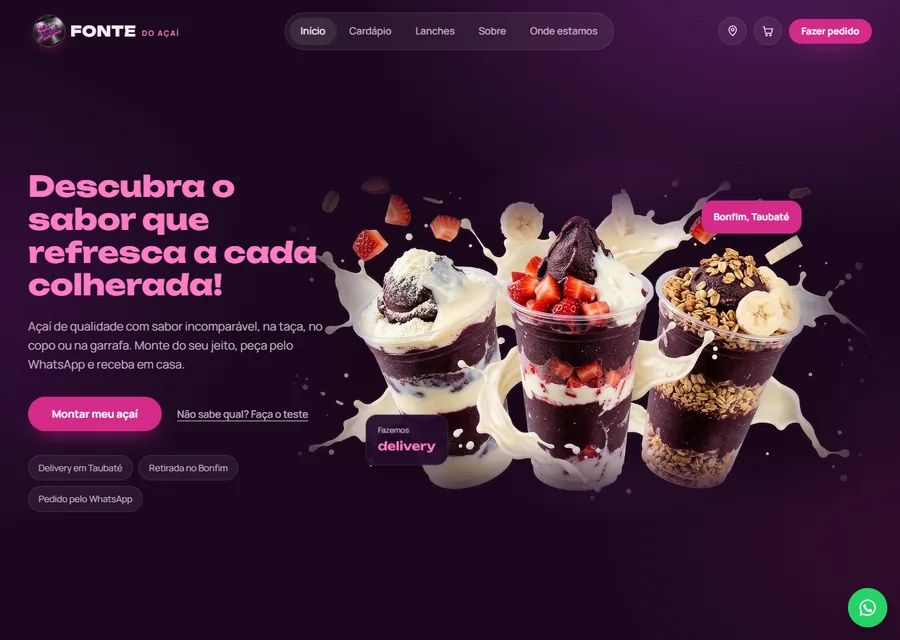 FONTE DO AÇAÍ
Início
Cardápio
Lanches
Sobre
Onde estamos
Fazer pedido
Descubra o
sabor que
refresca a cada
colherada!
Bonfim, Taubaté
Açaí de qualidade com sabor incomparável, na taça, no
copo ou na garrafa. Monte do seu jeito, peça pelo
WhatsApp e receba em casa.
Montar meu açaí
Não sabe qual? Faça o teste
Fazemos
delivery
Delivery em Taubaté
Retirada no Bonfim
Pedido pelo WhatsApp